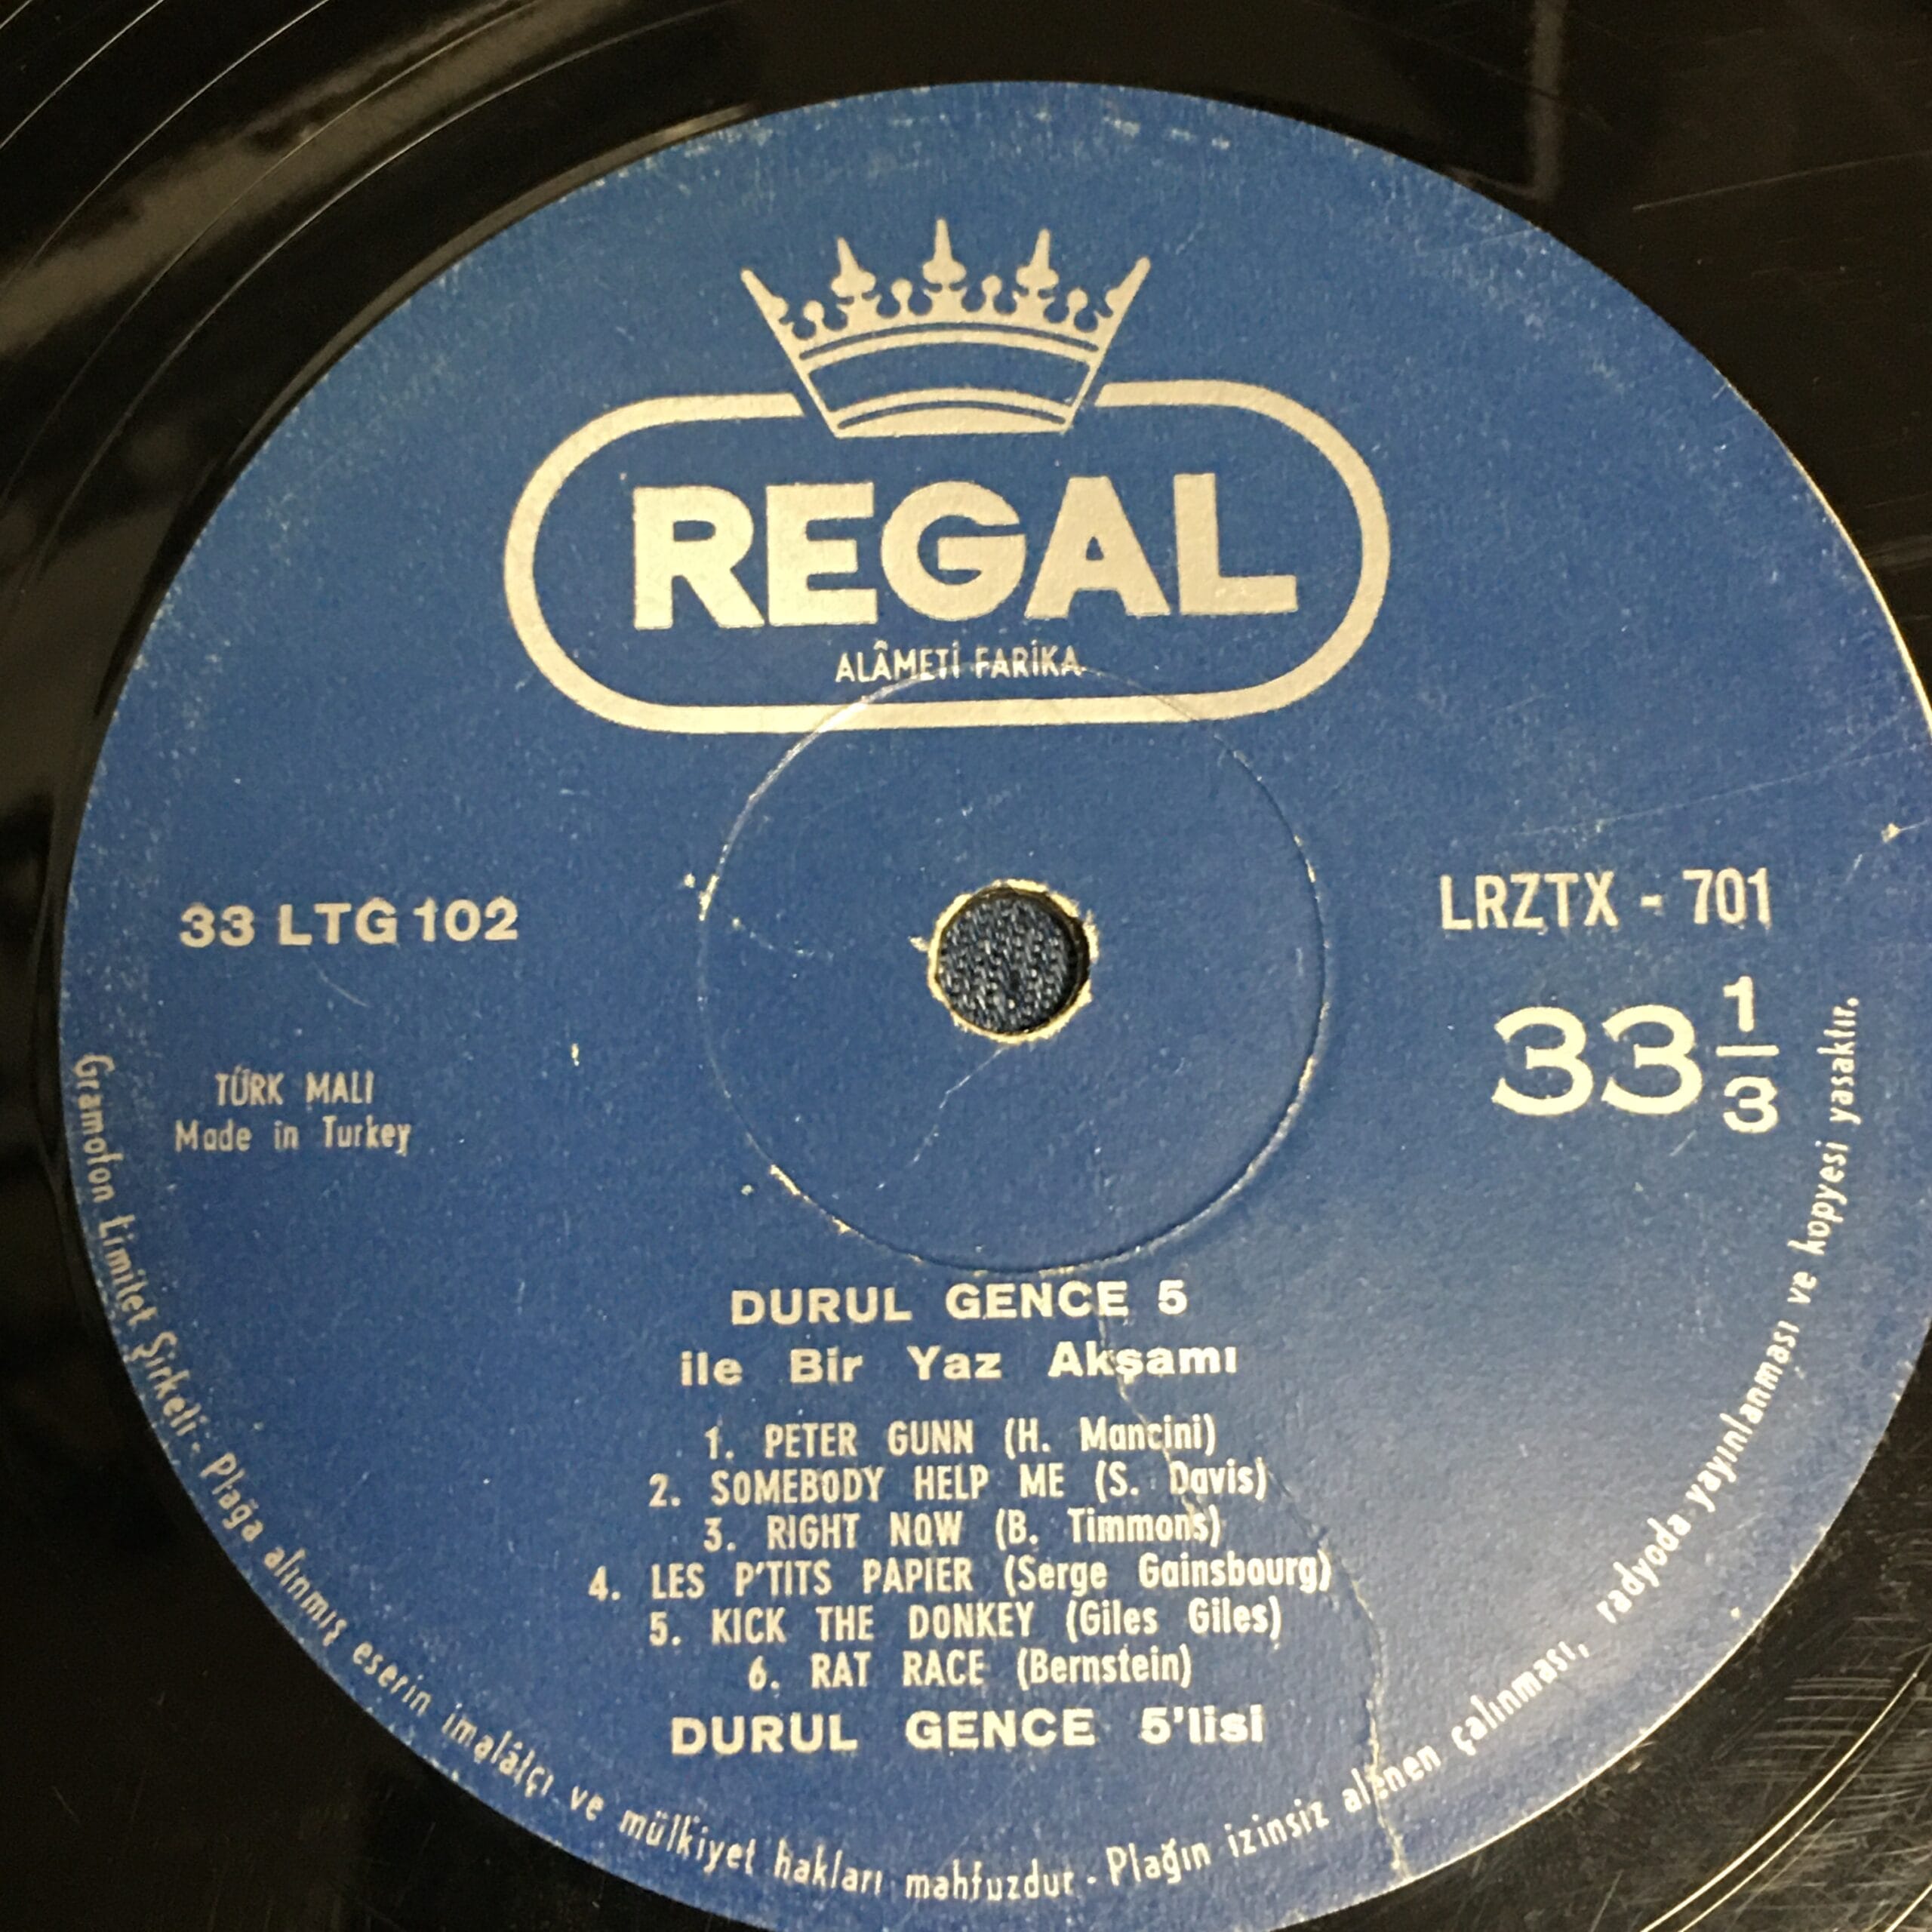 REGAL
ALÂMETİ FARİKA
33 LTG 102
LRZTX - 701
33 1/3
TÜRK MALI
Made in Turkey
DURUL GENCE 5
ile Bir Yaz Akşamı
1. PETER GUNN (H. Mancini)
2. SOMEBODY HELP ME (S. Davis)
3. RIGHT NOW (B. Timmons)
4. LES P'TITS PAPIER (Serge Gainsbourg)
5. KICK THE DONKEY (Giles Giles)
6. RAT RACE (Bernstein)
DURUL GENCE 5'lisi
Gramofon Limitet Şirketi - Plağa alınmış eserin imalâtçı ve mülkiyet hakları mahfuzdur - Plağın izinsiz alenen çalınması, radyoda yayınlanması ve kopyesi yasaktır.